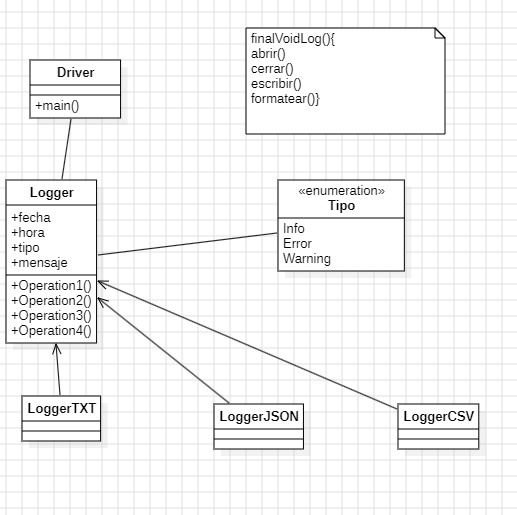 finalVoidLog(){
abrir()
cerrar()
escribir()
formatear()}
Driver
+main()
Logger
+fecha
+hora
+tipo
+mensaje
+Operation1()
+Operation2()
+Operation3()
+Operation4()
«enumeration»
Tipo
Info
Error
Warning
LoggerTXT
LoggerJSON
LoggerCSV